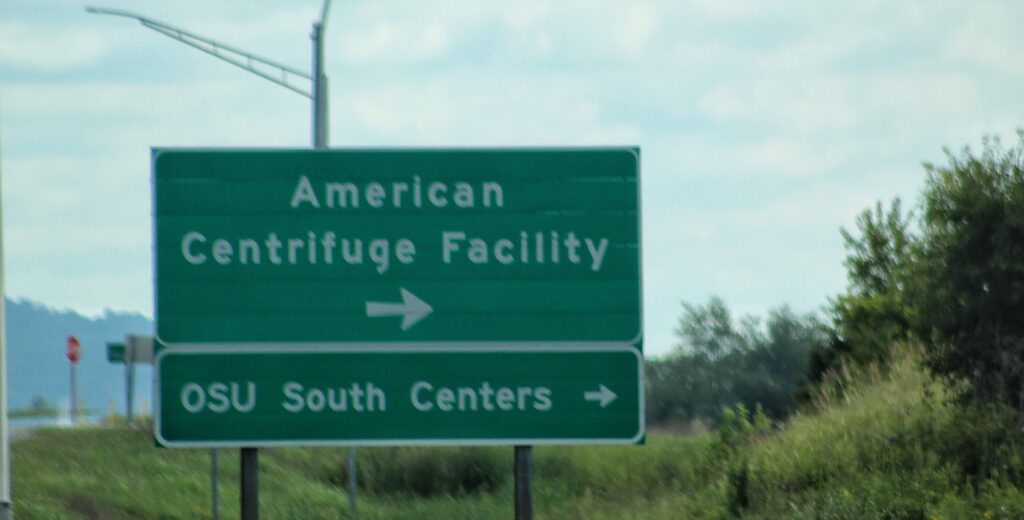 American
Centrifuge Facility
OSU South Centers